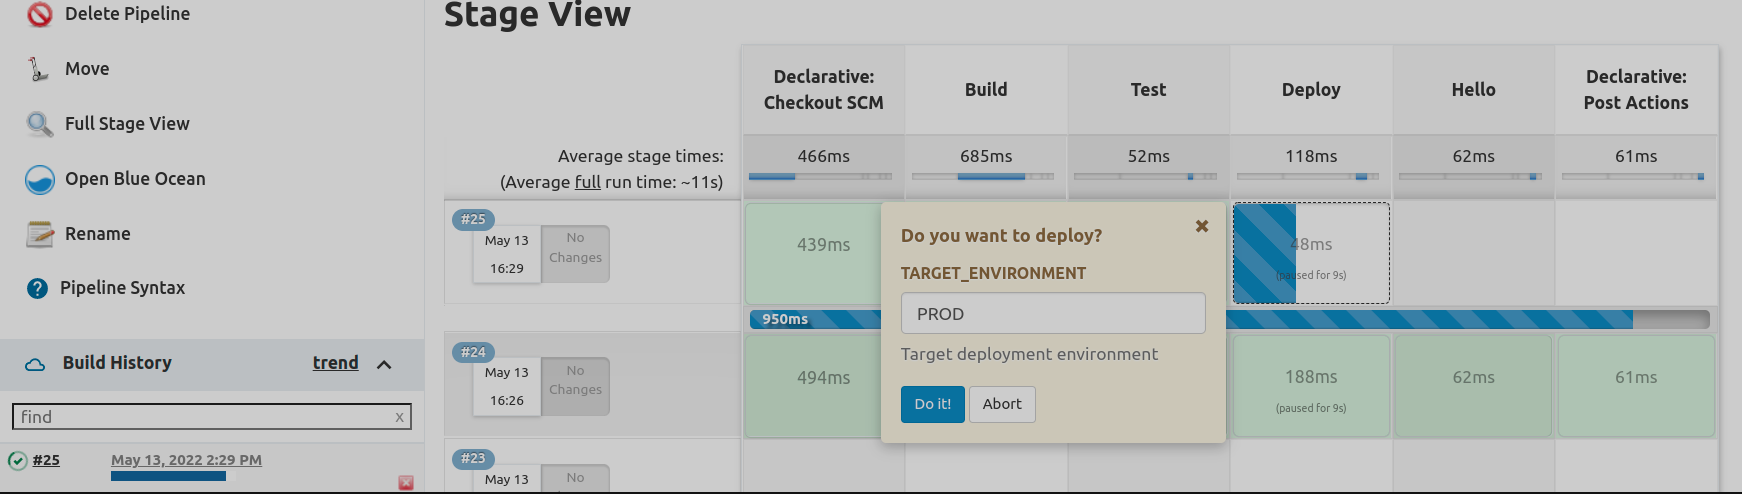 Delete Pipeline
Move
Full Stage View
Open Blue Ocean
Rename
Pipeline Syntax
Build History
trend
find
x
#25
May 13, 2022 2:29 PM
Stage View
Declarative:
Checkout SCM
Build
Test
Deploy
Hello
Declarative:
Post Actions
Average stage times:
(Average full run time: ~11s)
466ms
685ms
52ms
118ms
62ms
61ms
#25
May 13
16:29
No
Changes
439ms
48ms
(paused for 9s)
950ms
Do you want to deploy?
TARGET_ENVIRONMENT
PROD
Target deployment environment
Do it!
Abort
#24
May 13
16:26
No
Changes
494ms
188ms
(paused for 9s)
62ms
61ms
#23
May 13
No
Changes